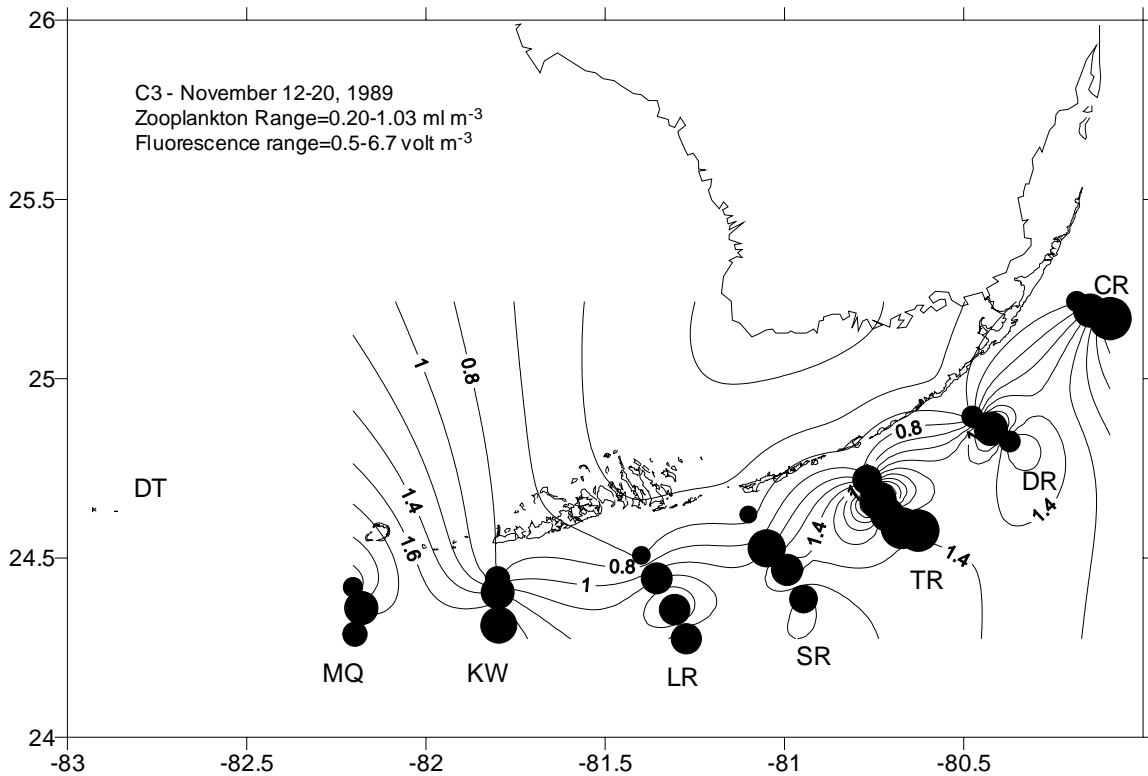 26
C3 - November 12-20, 1989
Zooplankton Range=0.20-1.03 ml m-3
Fluorescence range=0.5-6.7 volt m-3
25.5
CR
25
1
0.8
0.8
1
DT
1.4
1.6
1
1.4
DR
1.4
24.5
0.8
1
1.4
TR
MQ
KW
LR
SR
24
-83
-82.5
-82
-81.5
-81
-80.5